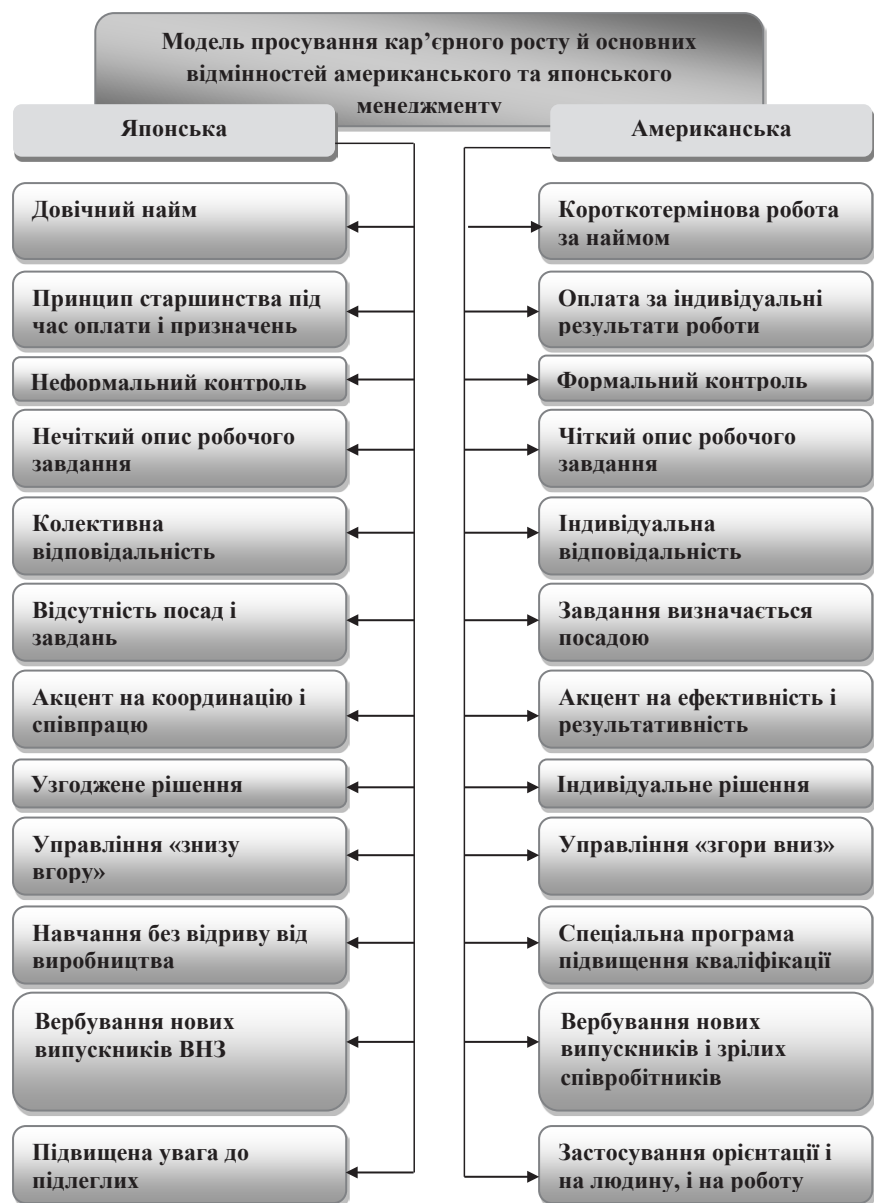 Модель просування кар’єрного росту й основних
відмінностей американського та японського
менеджменту
Японська
Американська
Довічний найм
Короткотермінова робота
за наймом
Принцип старшинства під
час оплати і призначень
Оплата за індивідуальні
результати роботи
Неформальний контроль
Формальний контроль
Нечіткий опис робочого
завдання
Чіткий опис робочого
завдання
Колективна
відповідальність
Індивідуальна
відповідальність
Відсутність посад і
завдань
Завдання визначається
посадою
Акцент на координацію і
співпрацю
Акцент на ефективність і
результативність
Узгоджене рішення
Індивідуальне рішення
Управління «знизу
вгору»
Управління «згори вниз»
Навчання без відриву від
виробництва
Спеціальна програма
підвищення кваліфікації
Вербування нових
випускників ВНЗ
Вербування нових
випускників і зрілих
співробітників
Підвищена увага до
підлеглих
Застосування орієнтації і
на людину, і на роботу